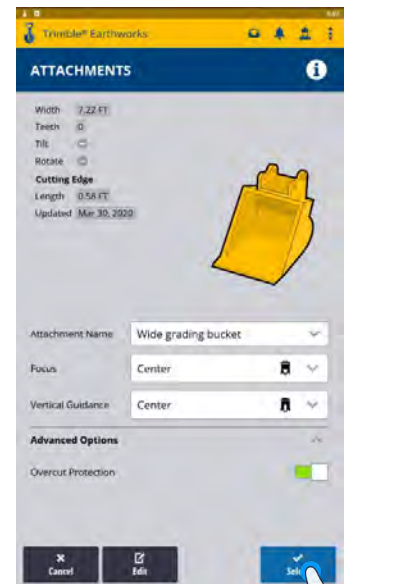 Trimble® Earthworks
ATTACHMENTS
Width 7.22 FT
Teeth 0
Tilt
Rotate
Cutting Edge
Length 0.58 FT
Updated Mar 30, 2020
Attachment Name Wide grading bucket
Focus Center
Vertical Guidance Center
Advanced Options
Overcut Protection
Cancel Edit